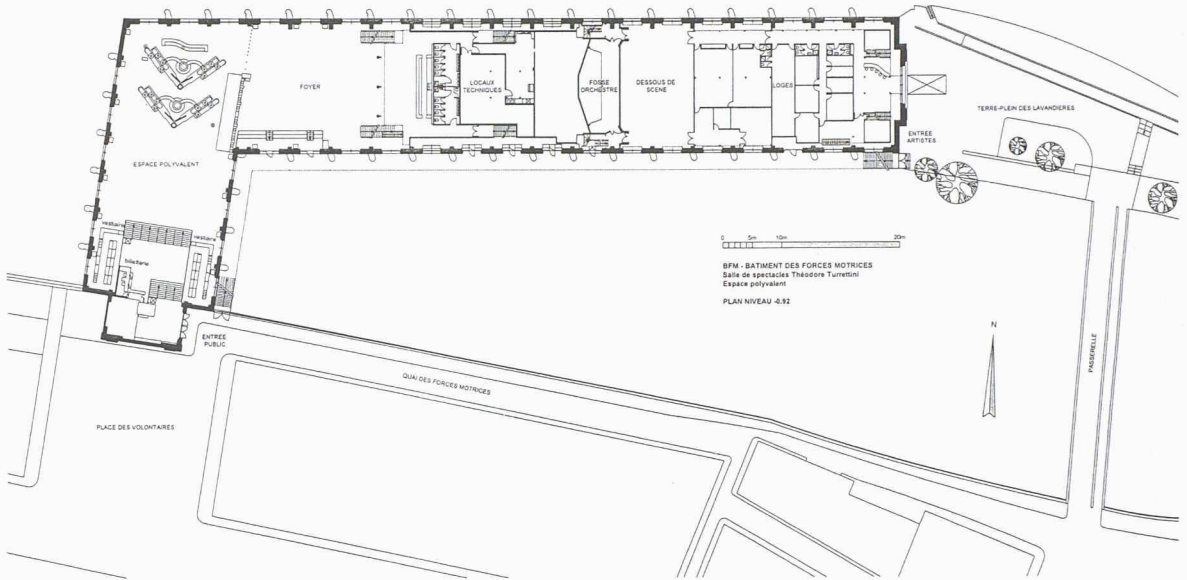 FOYER
LOCAUX
TECHNIQUES
FOSSE
ORCHESTRE
DESSOUS DE
SCENE
LOGES
TERRE-PLEIN DES LAVANDIERES
ENTREE
ARTISTES
ESPACE POLYVALENT
vestiaire
vestiaire
billetterie
0 5m 10m 20m
BFM - BATIMENT DES FORCES MOTRICES
Salle de spectacles Théodore Turrettini
Espace polyvalent
PLAN NIVEAU -0.92
N
ENTREE
PUBLIC
PASSERELLE
QUAI DES FORCES MOTRICES
PLACE DES VOLONTAIRES